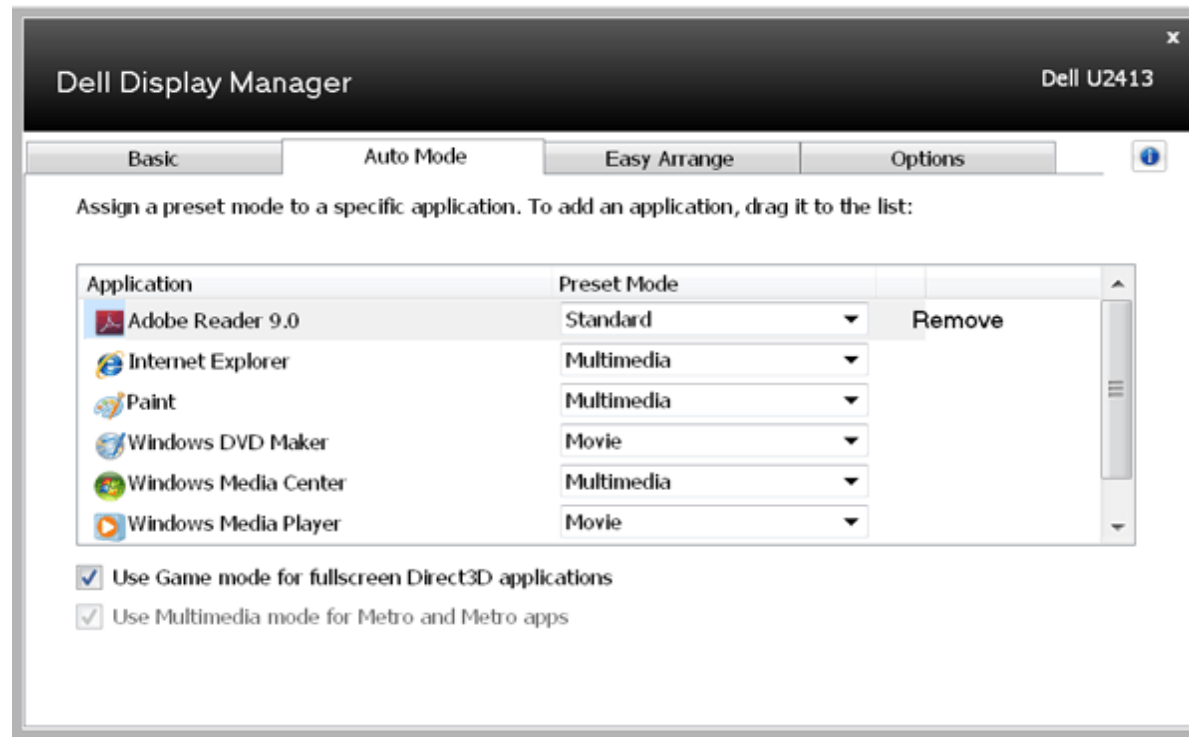 x
Dell Display Manager
Dell U2413
Basic Auto Mode Easy Arrange Options
Assign a preset mode to a specific application. To add an application, drag it to the list:
Application Preset Mode
Adobe Reader 9.0 Standard Remove
Internet Explorer Multimedia
Paint Multimedia
Windows DVD Maker Movie
Windows Media Center Multimedia
Windows Media Player Movie
Use Game mode for fullscreen Direct3D applications
Use Multimedia mode for Metro and Metro apps